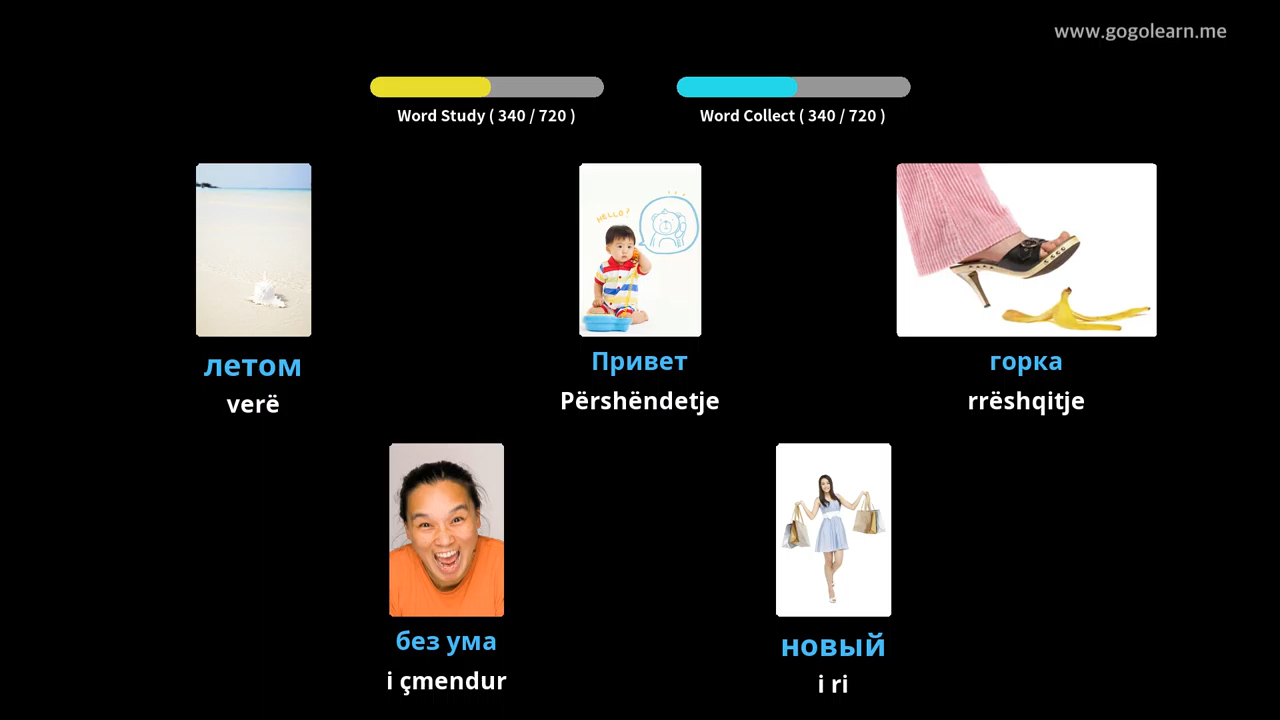 www.gogolearn.me
Word Study ( 340 / 720 )
Word Collect ( 340 / 720 )
HELLO!
летом
verë
Привет
Përshëndetje
горка
rrëshqitje
без ума
i çmendur
новый
i ri